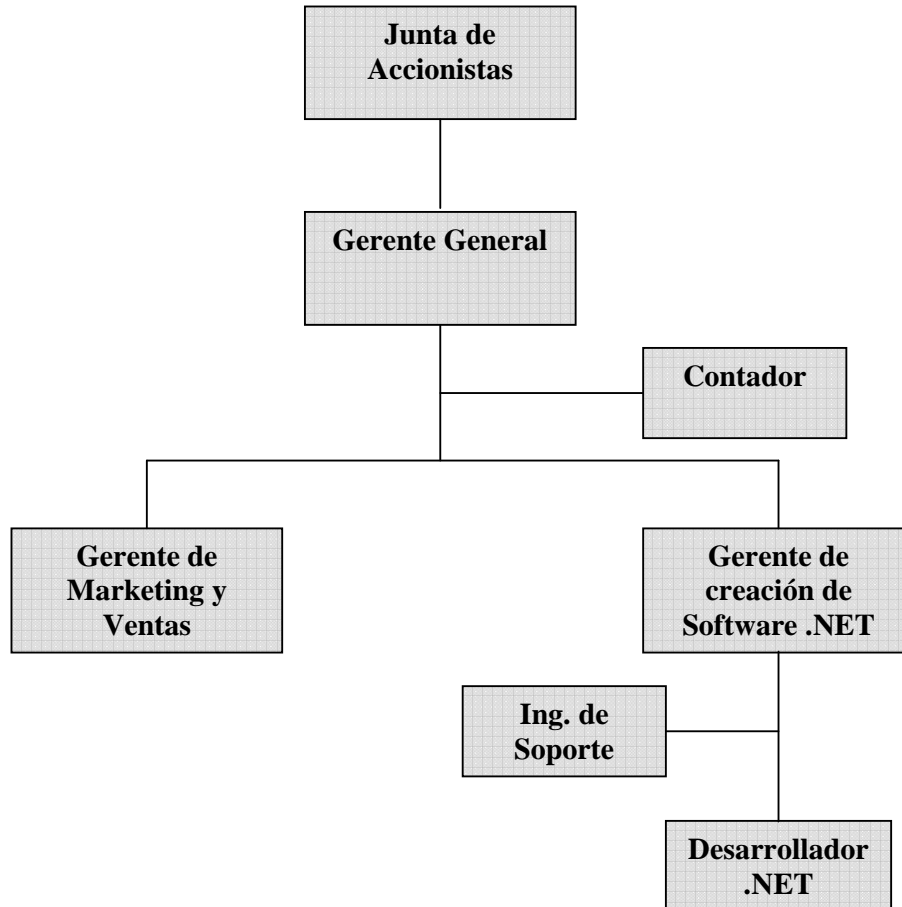 Junta de
Accionistas
Gerente General
Contador
Gerente de
Marketing y
Ventas
Gerente de
creación de
Software .NET
Ing. de
Soporte
Desarrollador
.NET